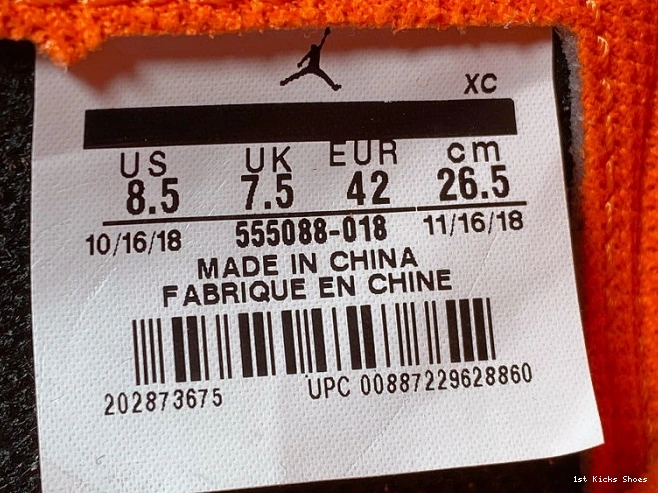 XC
US UK EUR cm
8.5 7.5 42 26.5
10/16/18 555088-018 11/16/18
MADE IN CHINA
FABRIQUE EN CHINE
202873675 UPC 00887229628860
1st Kicks Shoes